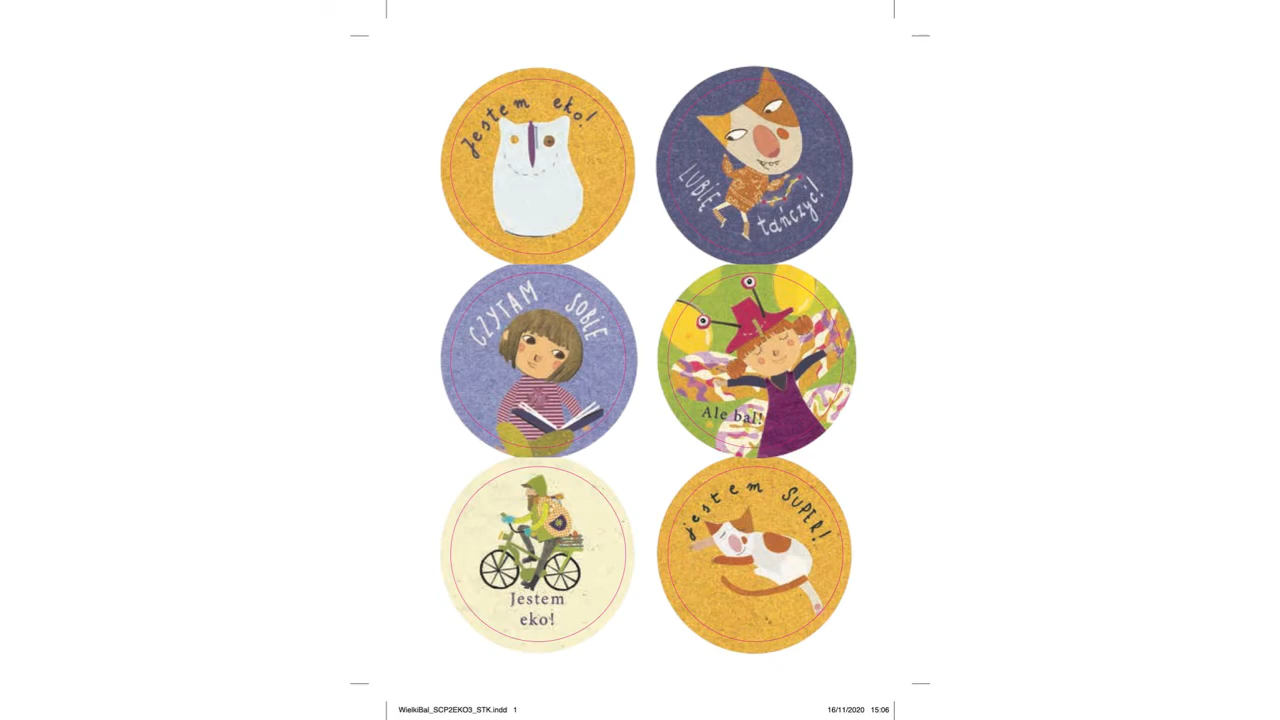 jestem eko!
LUBIĘ
tańczyć!
CZYTAM SOBIE
Ale bal!
Jestem
eko!
jestem SUPER!
WielkiBal_SCP2EKO3_STK.indd 1
16/11/2020 15:06